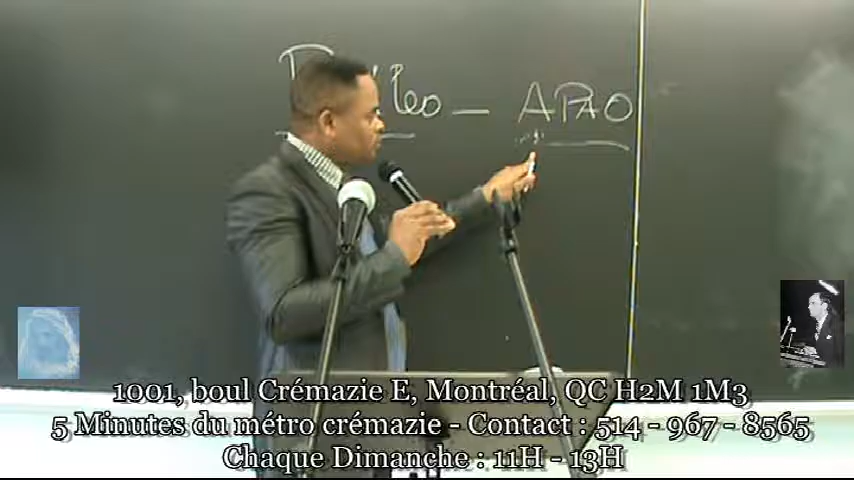 APAO
1001, boul Crémazie E, Montréal, QC H2M 1M3
5 Minutes du métro crémazie - Contact : 514 - 967 - 8565
Chaque Dimanche : 11H - 13H